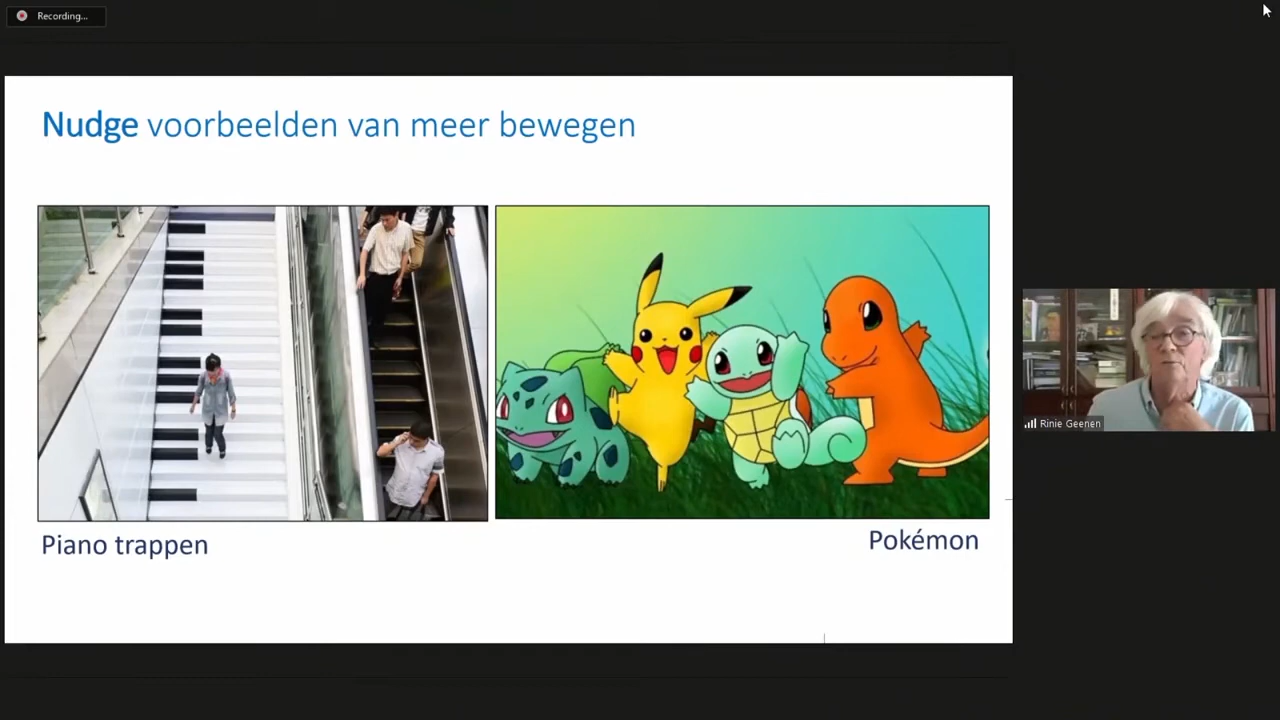 Recording...
Nudge voorbeelden van meer bewegen
Piano trappen
Pokémon
Rinie Geenen